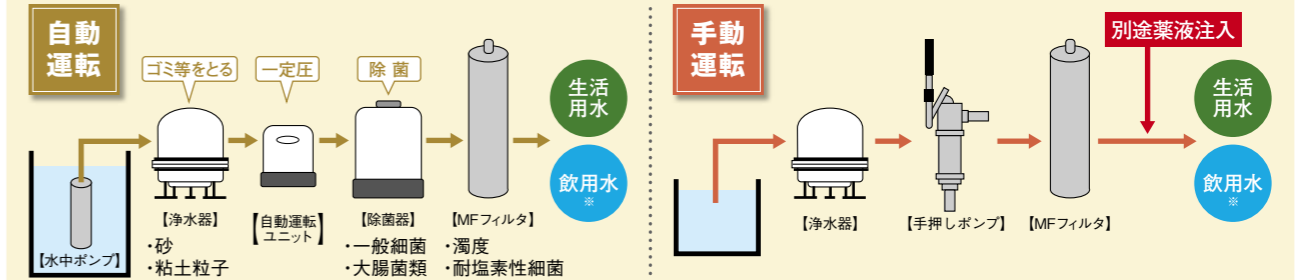 自動
運転
ゴミ等をとる
一定圧
除菌
生活
用水
飲用水
※
【水中ポンプ】
【浄水器】
・砂
・粘土粒子
【自動運転
ユニット】
【除菌器】
・一般細菌
・大腸菌類
【MFフィルタ】
・濁度
・耐塩素性細菌
手動
運転
別途薬液注入
生活
用水
飲用水
※
【浄水器】
【手押しポンプ】
【MFフィルタ】